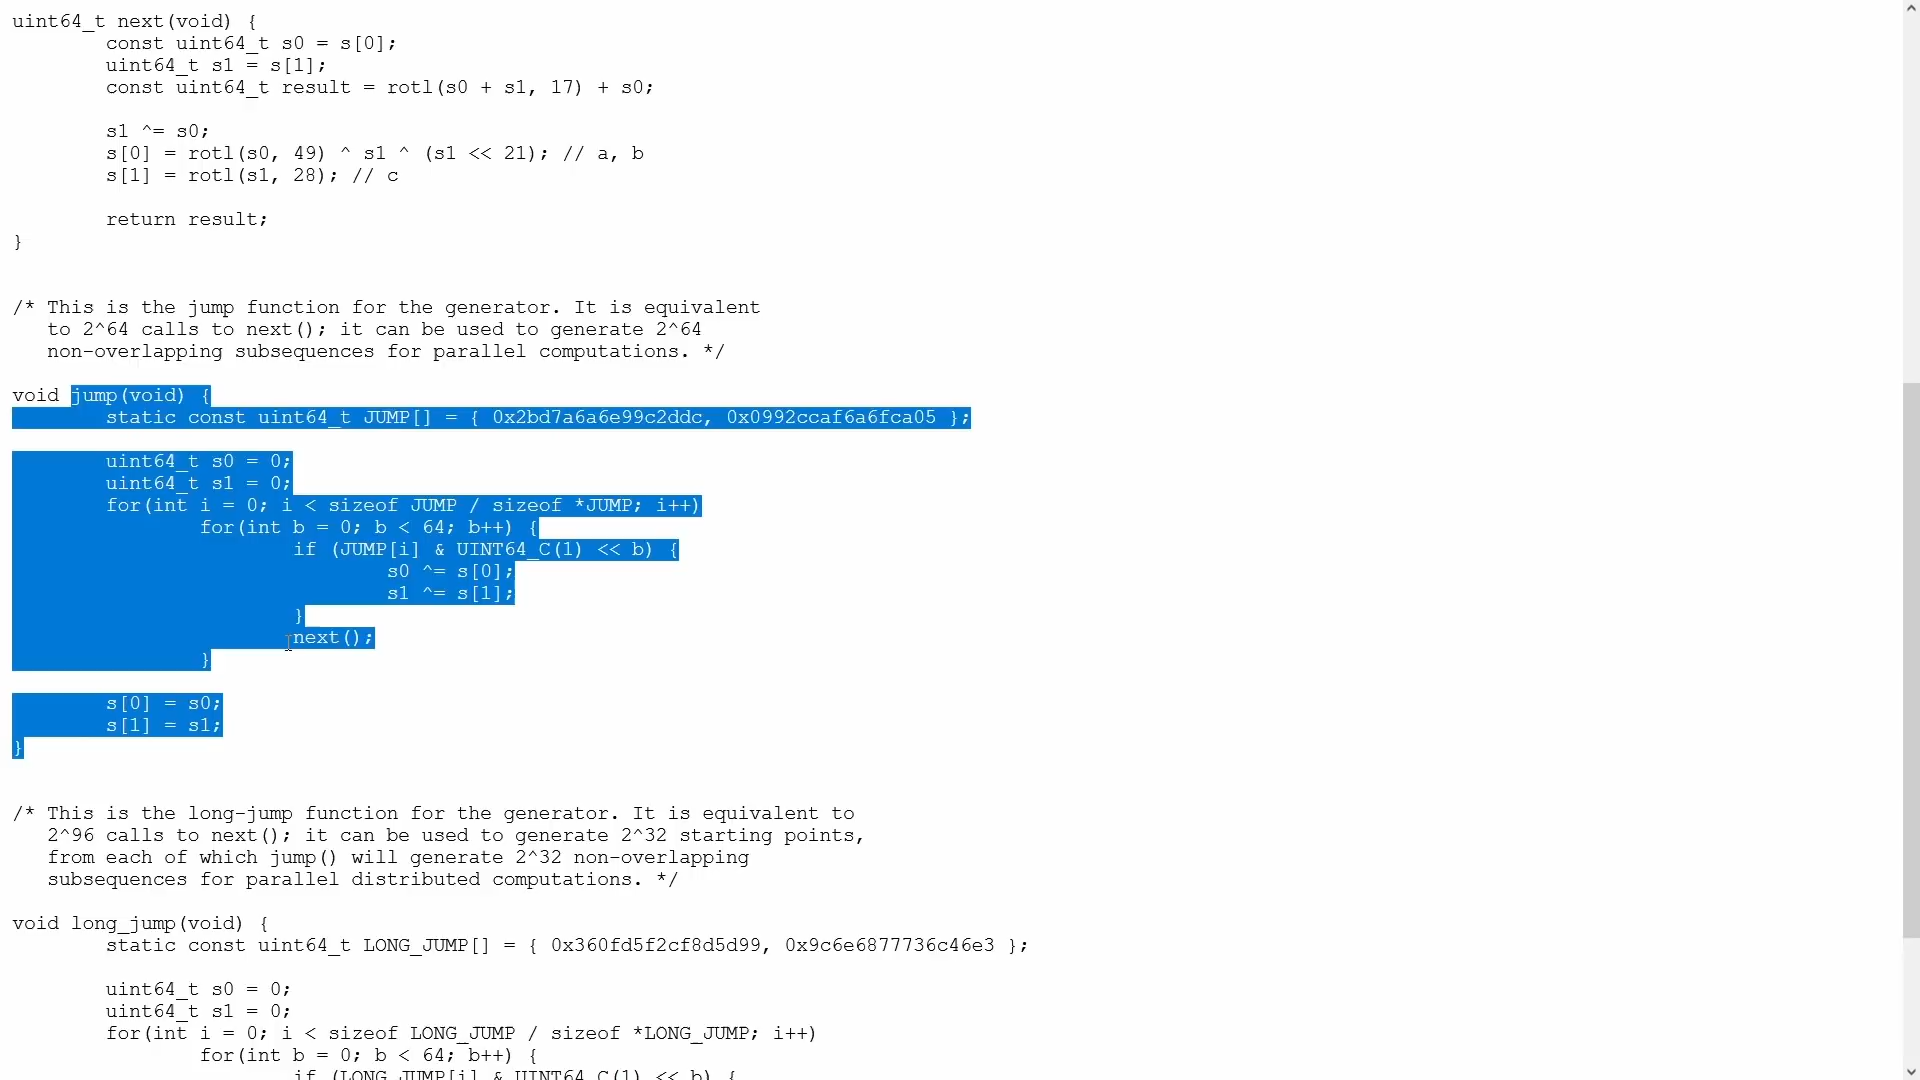 uint64_t next(void) {
        const uint64_t s0 = s[0];
        uint64_t s1 = s[1];
        const uint64_t result = rotl(s0 + s1, 17) + s0;

        s1 ^= s0;
        s[0] = rotl(s0, 49) ^ s1 ^ (s1 << 21); // a, b
        s[1] = rotl(s1, 28); // c

        return result;
}


/* This is the jump function for the generator. It is equivalent
   to 2^64 calls to next(); it can be used to generate 2^64
   non-overlapping subsequences for parallel computations. */

void jump(void) {
        static const uint64_t JUMP[] = { 0x2bd7a6a6e99c2ddc, 0x0992ccaf6a6fca05 };

        uint64_t s0 = 0;
        uint64_t s1 = 0;
        for(int i = 0; i < sizeof JUMP / sizeof *JUMP; i++)
                for(int b = 0; b < 64; b++) {
                        if (JUMP[i] & UINT64_C(1) << b) {
                                s0 ^= s[0];
                                s1 ^= s[1];
                        }
                        next();
                }

        s[0] = s0;
        s[1] = s1;
}


/* This is the long-jump function for the generator. It is equivalent to
   2^96 calls to next(); it can be used to generate 2^32 starting points,
   from each of which jump() will generate 2^32 non-overlapping
   subsequences for parallel distributed computations. */

void long_jump(void) {
        static const uint64_t LONG_JUMP[] = { 0x360fd5f2cf8d5d99, 0x9c6e6877736c46e3 };

        uint64_t s0 = 0;
        uint64_t s1 = 0;
        for(int i = 0; i < sizeof LONG_JUMP / sizeof *LONG_JUMP; i++)
                for(int b = 0; b < 64; b++) {
                        if (LONG_JUMP[i] & UINT64_C(1) << b) {